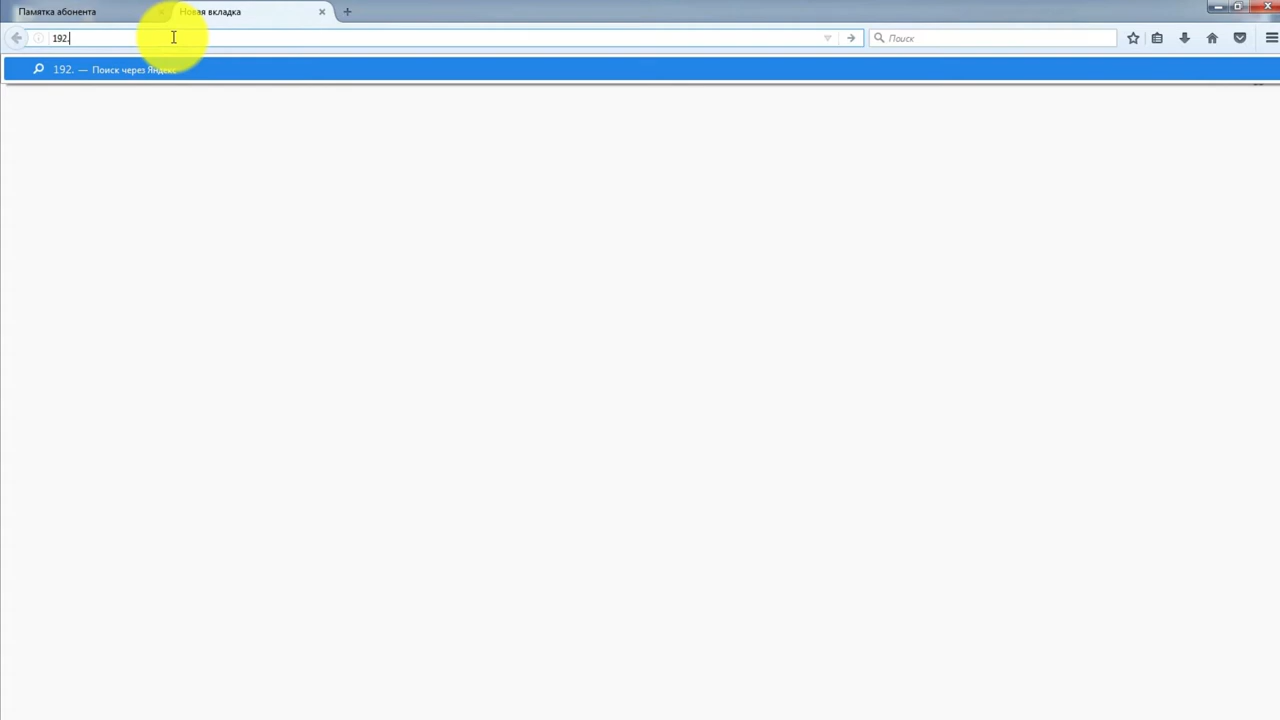 Памятка абонента
Новая вкладка
192.
Поиск
192. — Поиск через Яндекс